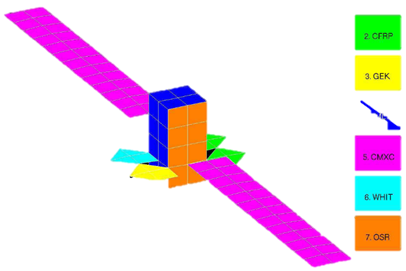 2. CFRP
3. GEK
5. CMXC
6. WHIT
7. OSR